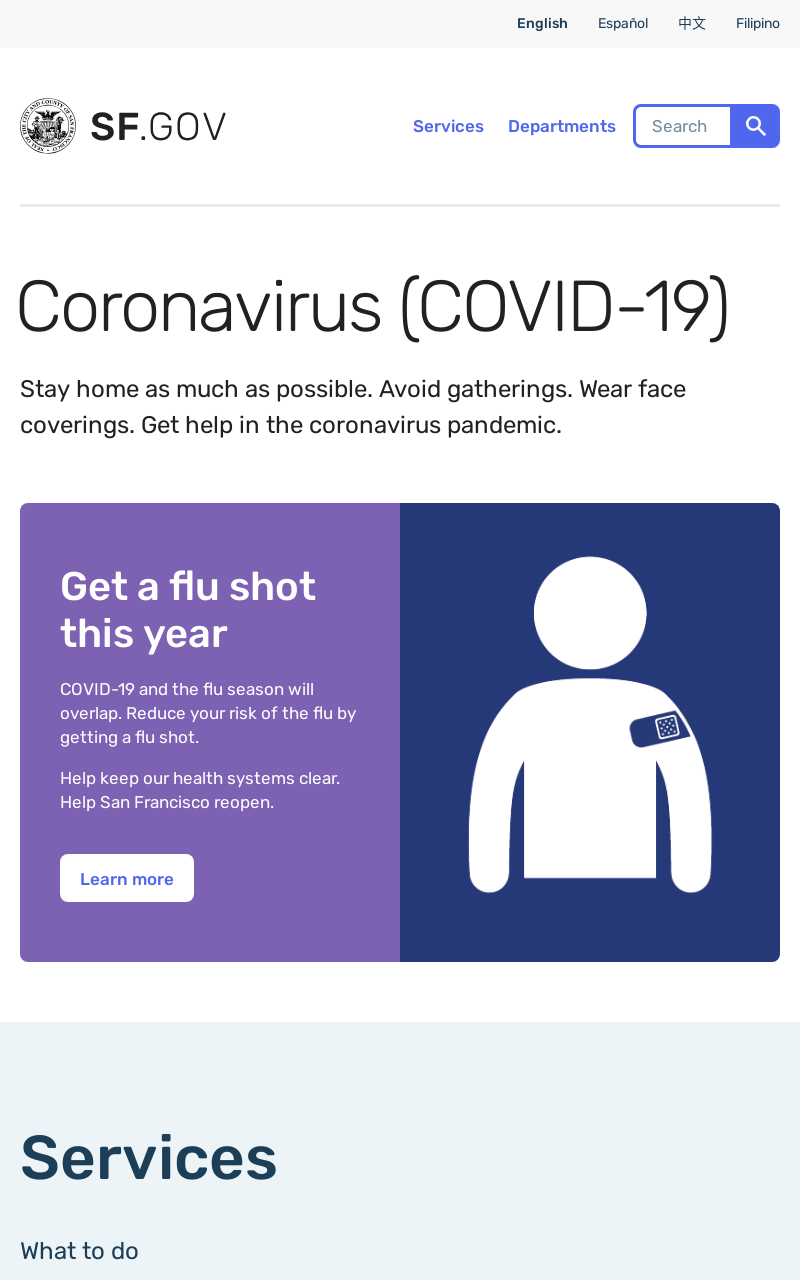 English Español 中文 Filipino
SF.GOV
Services Departments Search
Coronavirus (COVID-19)
Stay home as much as possible. Avoid gatherings. Wear face
coverings. Get help in the coronavirus pandemic.
Get a flu shot
this year
COVID-19 and the flu season will
overlap. Reduce your risk of the flu by
getting a flu shot.
Help keep our health systems clear.
Help San Francisco reopen.
Learn more
Services
What to do